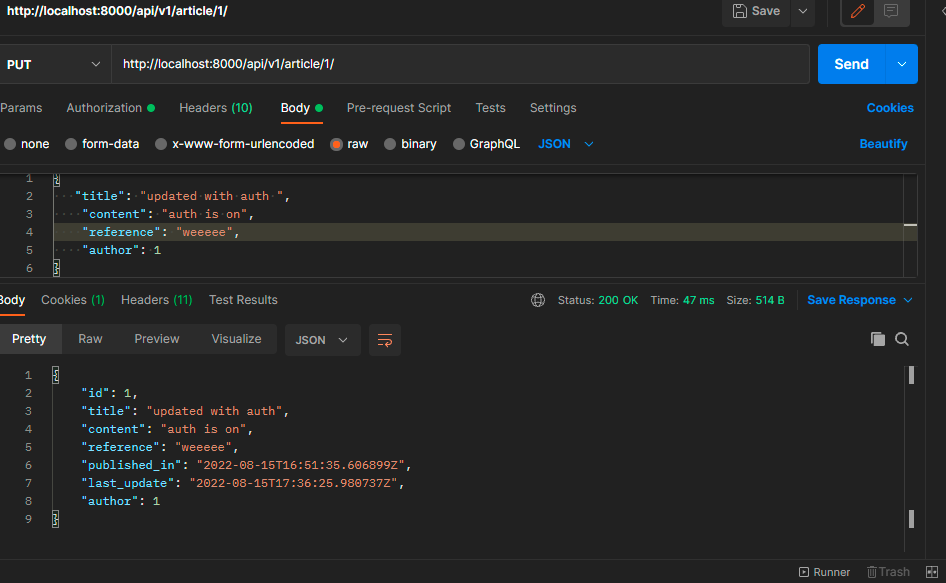 http://localhost:8000/api/v1/article/1/
Save
PUT http://localhost:8000/api/v1/article/1/ Send
Params Authorization Headers (10) Body Pre-request Script Tests Settings Cookies
none form-data x-www-form-urlencoded raw binary GraphQL JSON Beautify
1 {
2 "title": "updated with auth ",
3 "content": "auth is on",
4 "reference": "weeeee",
5 "author": 1
6 }
Body Cookies (1) Headers (11) Test Results Status: 200 OK Time: 47 ms Size: 514 B Save Response
Pretty Raw Preview Visualize JSON
1 {
2 "id": 1,
3 "title": "updated with auth",
4 "content": "auth is on",
5 "reference": "weeeee",
6 "published_in": "2022-08-15T16:51:35.606899Z",
7 "last_update": "2022-08-15T17:36:25.980737Z",
8 "author": 1
9 }
Runner Trash